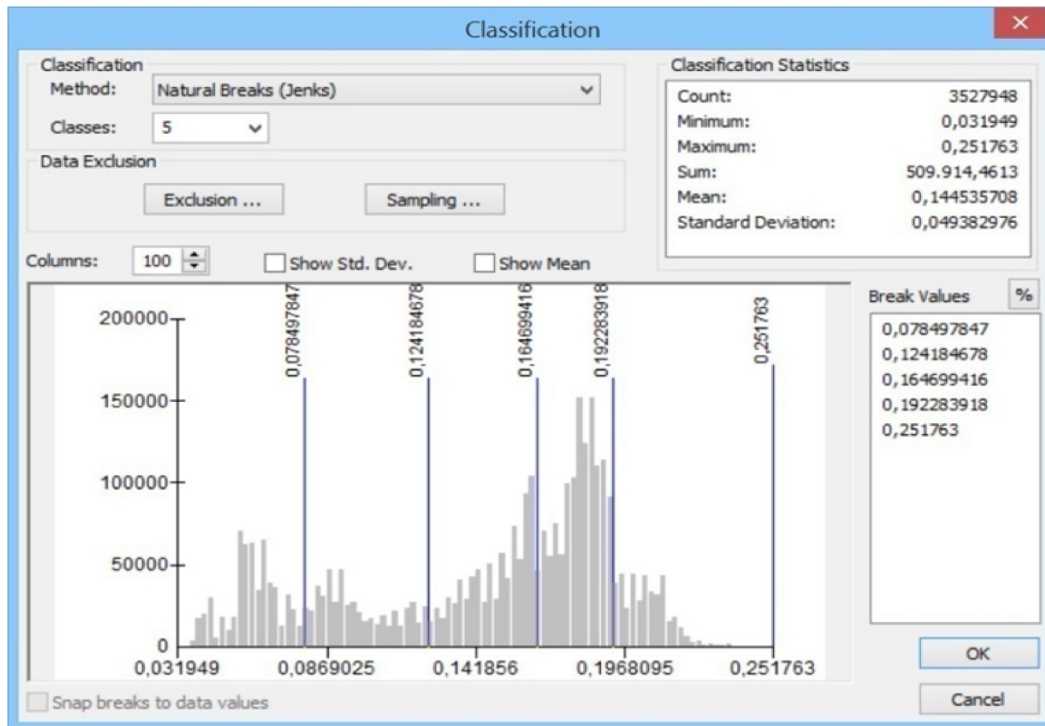 Classification
Classification
Method: Natural Breaks (Jenks)
Classes: 5
Data Exclusion
Exclusion ...
Sampling ...
Classification Statistics
Count: 3527948
Minimum: 0,031949
Maximum: 0,251763
Sum: 509.914,4613
Mean: 0,144535708
Standard Deviation: 0,049382976
Columns: 100
Show Std. Dev.
Show Mean
Break Values
%
0,078497847
0,124184678
0,164699416
0,192283918
0,251763
200000
150000
100000
50000
0
0,078497847
0,124184678
0,164699416
0,192283918
0,251763
0,031949
0,0869025
0,141856
0,1968095
0,251763
Snap breaks to data values
OK
Cancel